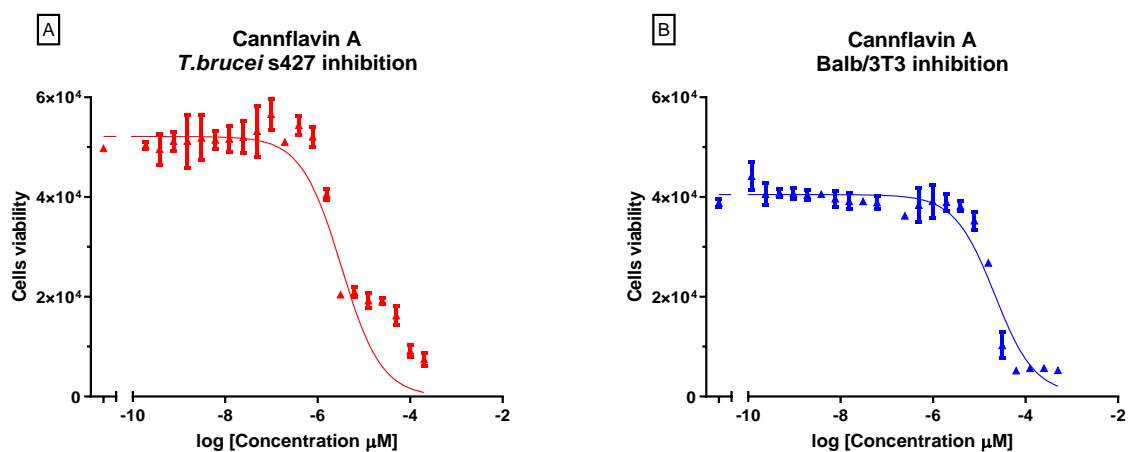 A
Cannflavin A
T.brucei s427 inhibition
Cells viability
6×10⁴
4×10⁴
2×10⁴
0
-10
-8
-6
-4
-2
log [Concentration μM]
B
Cannflavin A
Balb/3T3 inhibition
Cells viability
6×10⁴
4×10⁴
2×10⁴
0
-10
-8
-6
-4
-2
log [Concentration μM]